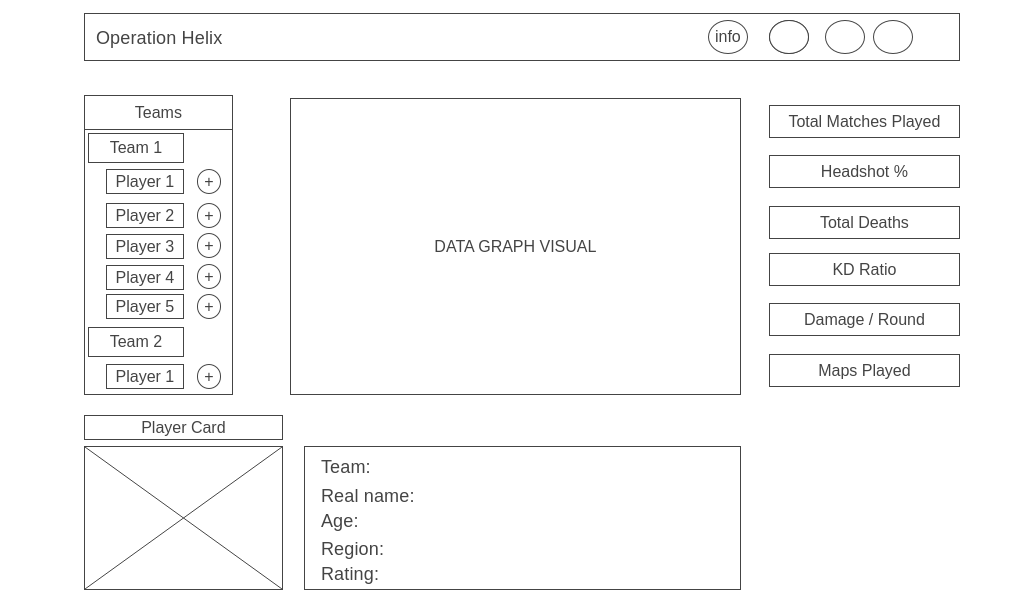 Operation Helix
info
Teams
Team 1
Player 1 +
Player 2 +
Player 3 +
Player 4 +
Player 5 +
Team 2
Player 1 +
DATA GRAPH VISUAL
Total Matches Played
Headshot %
Total Deaths
KD Ratio
Damage / Round
Maps Played
Player Card
Team:
Real name:
Age:
Region:
Rating: